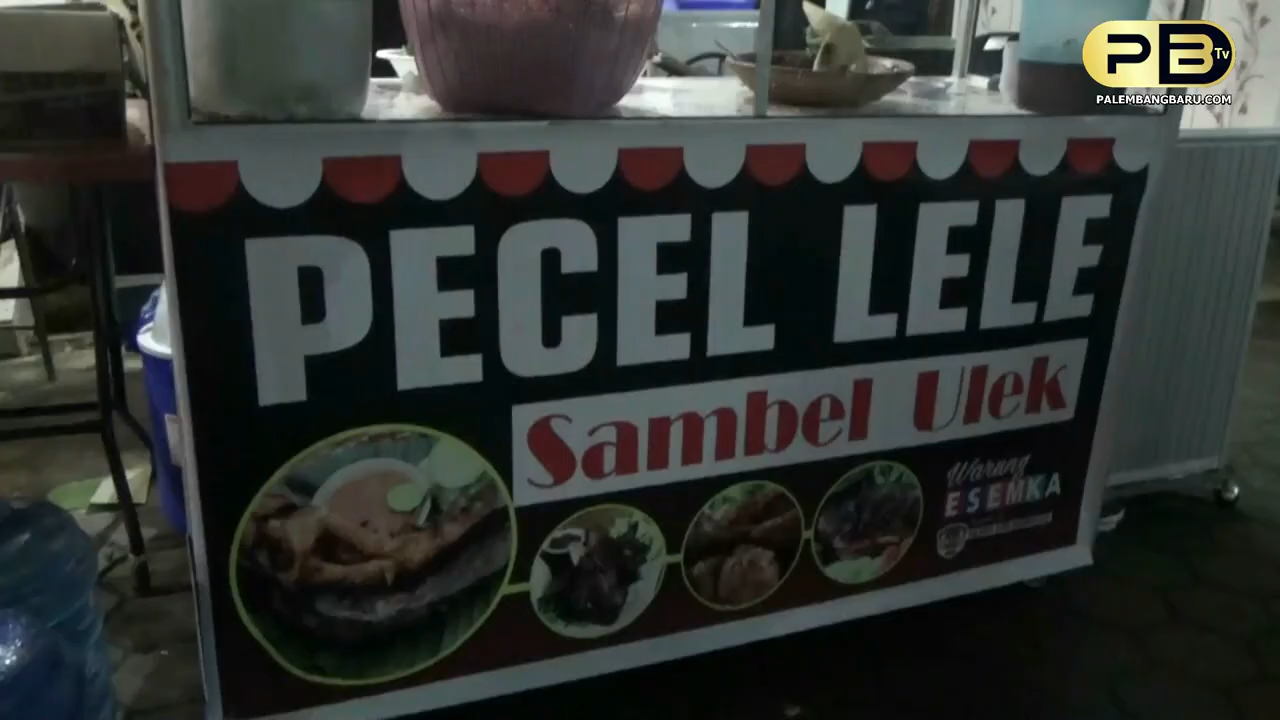 PB Tv
PALEMBANGBARU.COM
PECEL LELE
Sambel Ulek
Warung
ESEMKA